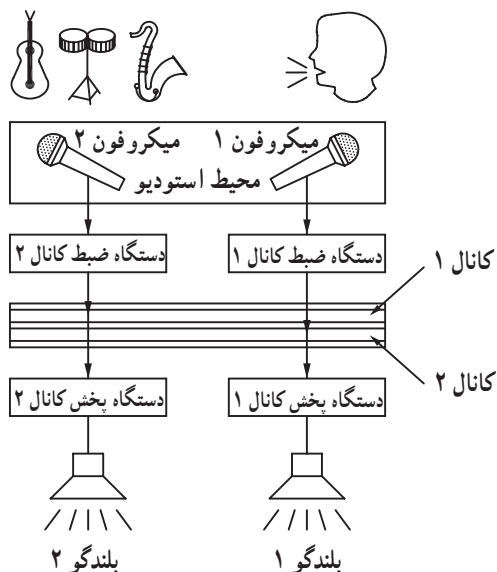 میکروفون ۱
میکروفون ۲
محیط استودیو
دستگاه ضبط کانال ۱
دستگاه ضبط کانال ۲
کانال ۱
کانال ۲
دستگاه پخش کانال ۱
دستگاه پخش کانال ۲
بلندگو ۱
بلندگو ۲